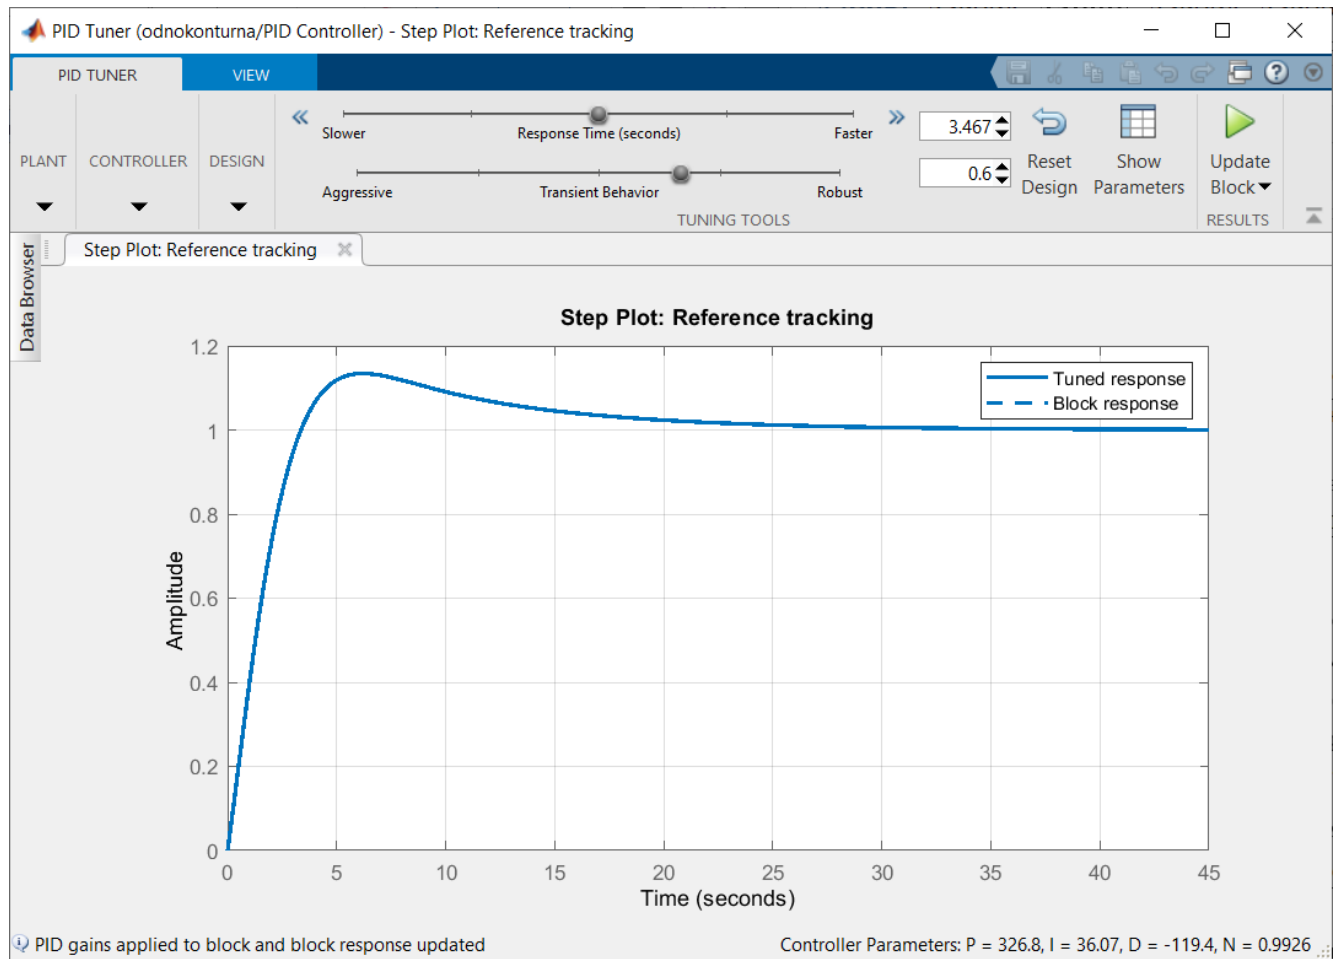 PID Tuner (odnokonturna/PID Controller) - Step Plot: Reference tracking
PID TUNER
VIEW
PLANT
CONTROLLER
DESIGN
Slower
Response Time (seconds)
Faster
3.467
Aggressive
Transient Behavior
Robust
0.6
Reset
Design
Show
Parameters
Update
Block
TUNING TOOLS
RESULTS
Data Browser
Step Plot: Reference tracking
Step Plot: Reference tracking
Tuned response
Block response
1.2
1
0.8
0.6
0.4
0.2
0
Amplitude
0 5 10 15 20 25 30 35 40 45
Time (seconds)
PID gains applied to block and block response updated
Controller Parameters: P = 326.8, I = 36.07, D = -119.4, N = 0.9926